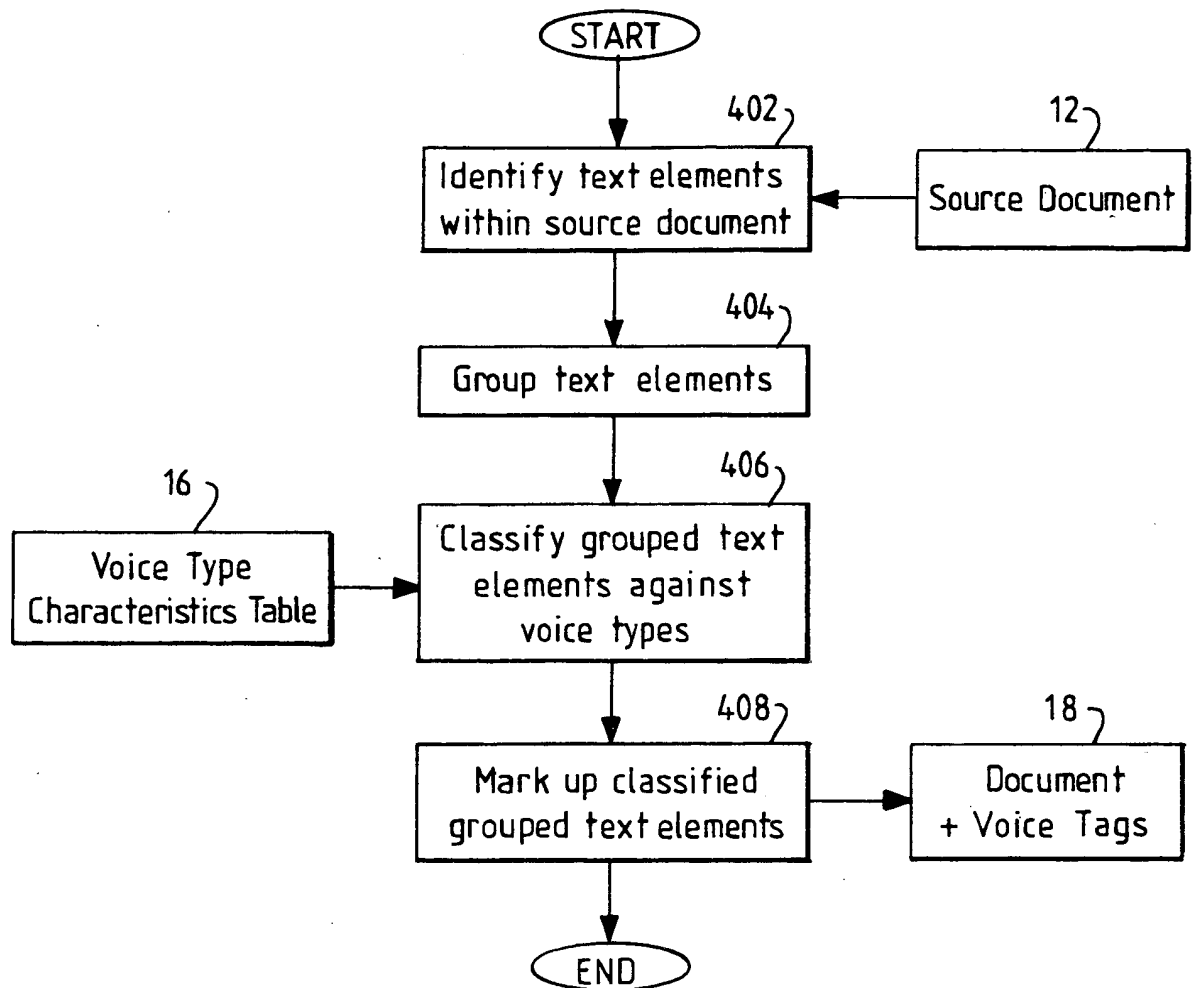 START
402
12
Identify text elements
within source document
Source Document
404
Group text elements
406
16
Classify grouped text
elements against
voice types
Voice Type
Characteristics Table
408
18
Mark up classified
grouped text elements
Document
+ Voice Tags
END